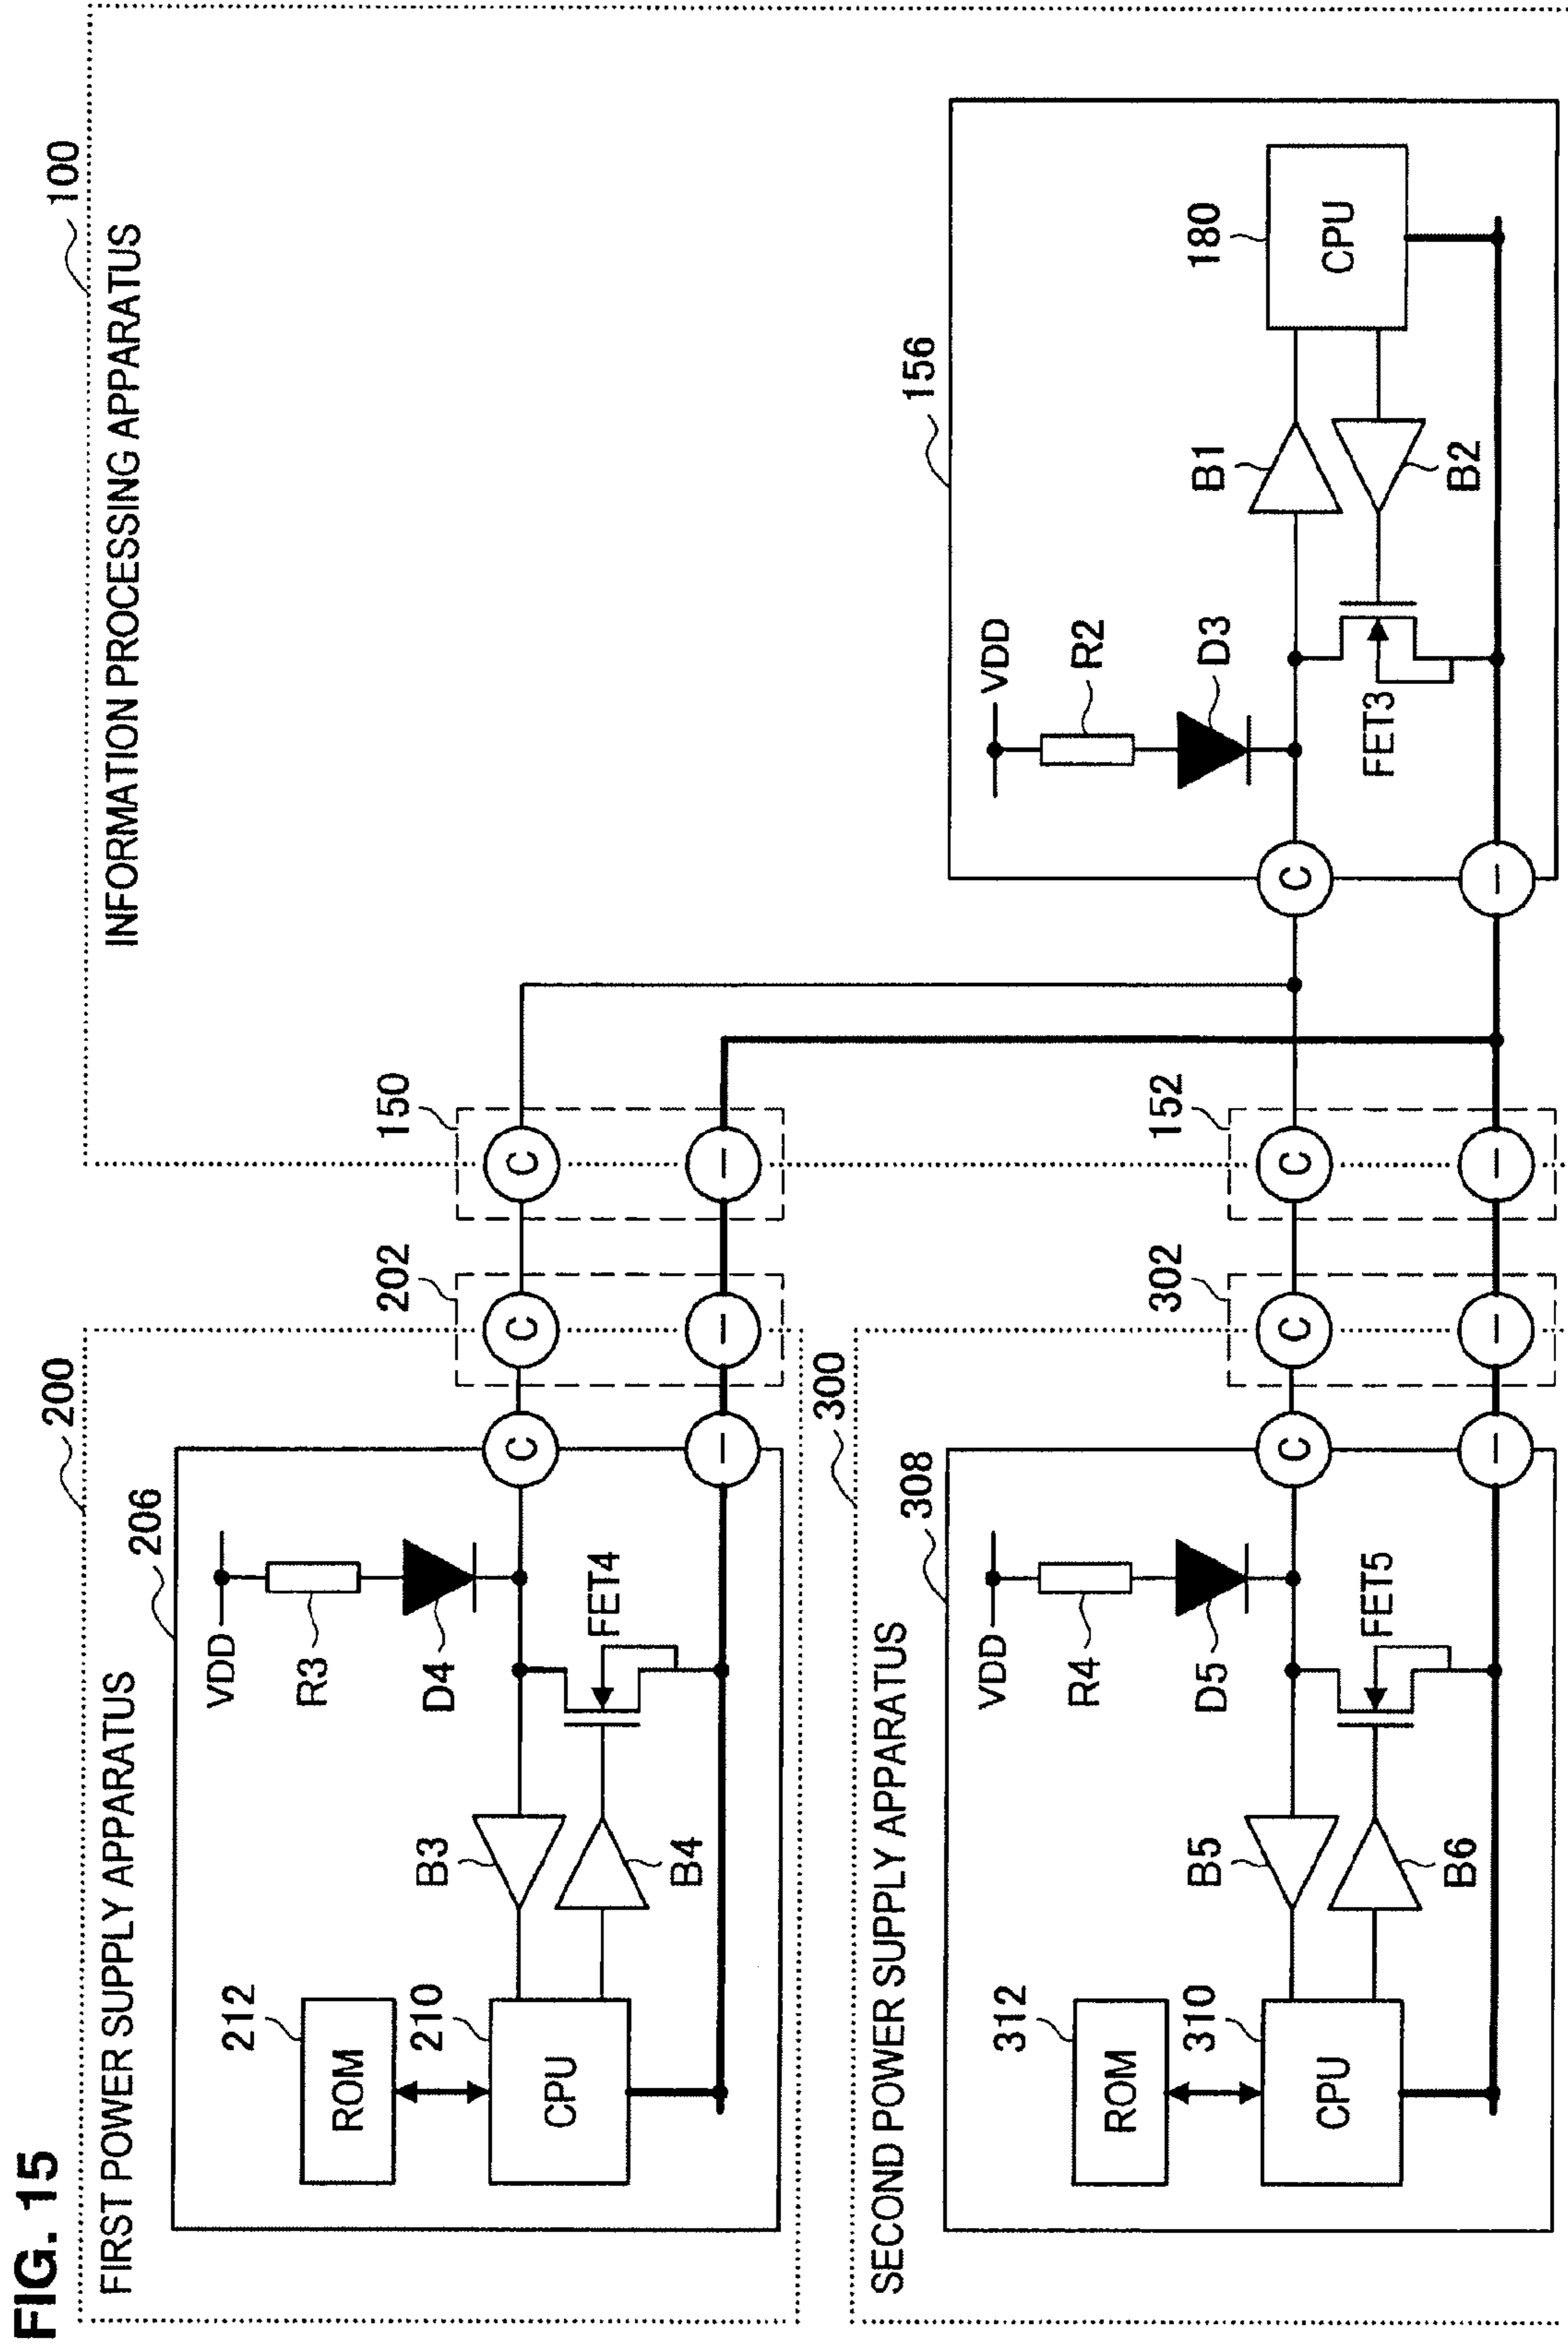 FIG. 15
FIRST POWER SUPPLY APPARATUS
200
206
VDD
R3
D4
212
ROM
210
CPU
B3
B4
FET4
C
–
202
C
–
150
C
–
INFORMATION PROCESSING APPARATUS
100
156
VDD
R2
D3
180
CPU
B1
B2
FET3
C
–
SECOND POWER SUPPLY APPARATUS
300
308
VDD
R4
D5
312
ROM
310
CPU
B5
B6
FET5
C
–
302
C
–
152
C
–